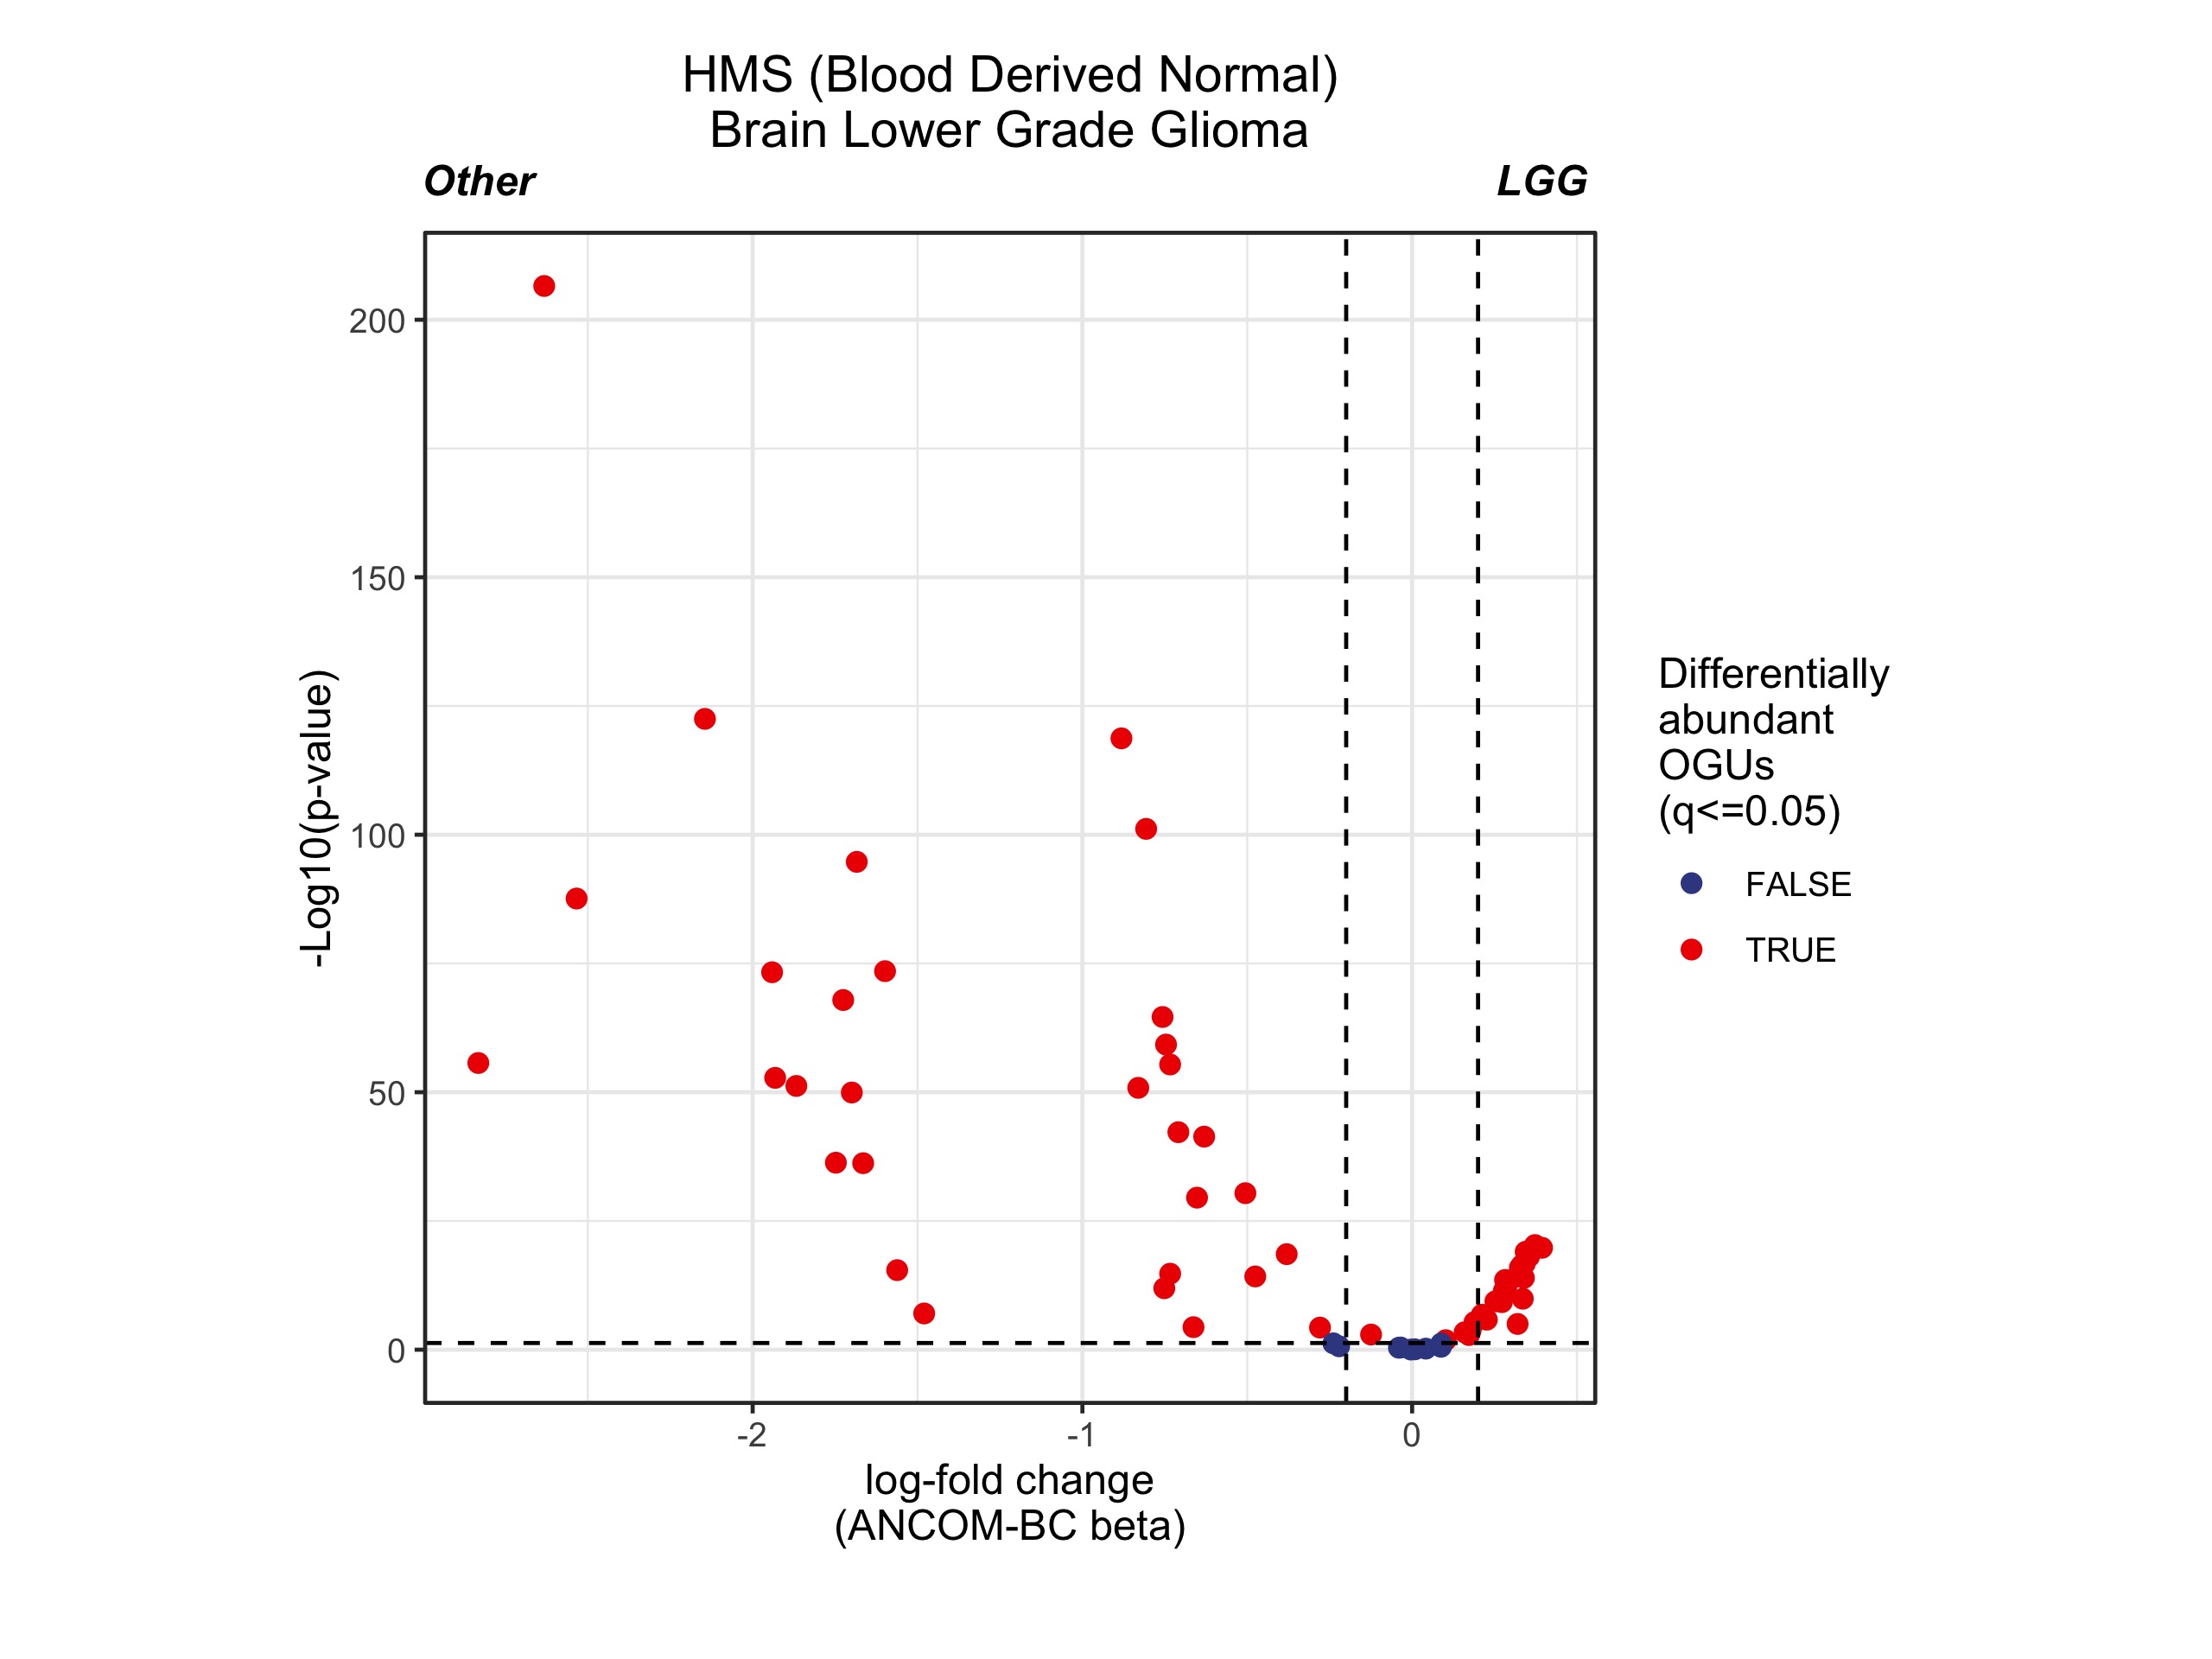 HMS (Blood Derived Normal)
Brain Lower Grade Glioma
Other
LGG
200
150
100
50
0
-Log10(p-value)
-2
-1
0
log-fold change
(ANCOM-BC beta)
Differentially
abundant
OGUs
(q<=0.05)
FALSE
TRUE